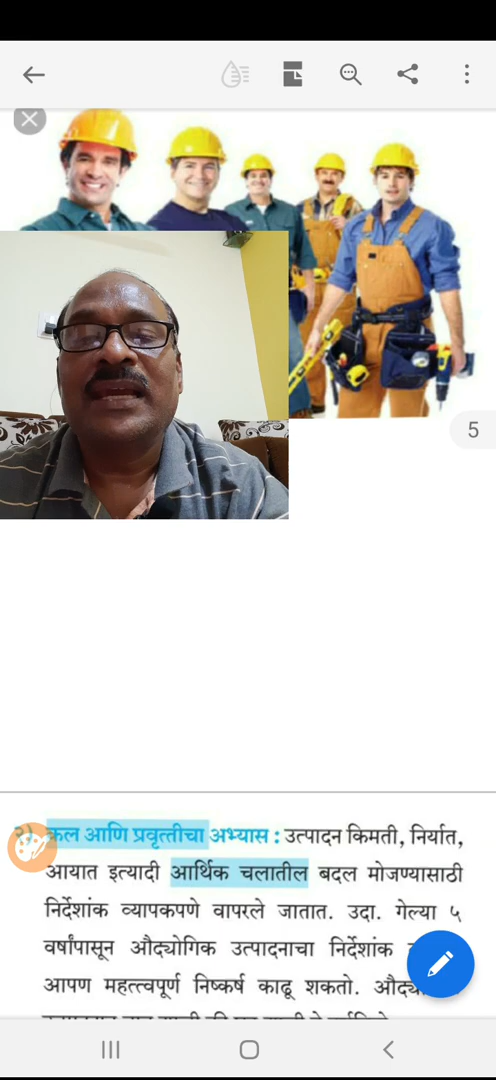 5
२) कल आणि प्रवृत्तीचा अभ्यास : उत्पादन किमती, निर्यात,
आयात इत्यादी आर्थिक चलातील बदल मोजण्यासाठी
निर्देशांक व्यापकपणे वापरले जातात. उदा. गेल्या ५
वर्षांपासून औद्योगिक उत्पादनाचा निर्देशांक
आपण महत्त्वपूर्ण निष्कर्ष काढू शकतो.